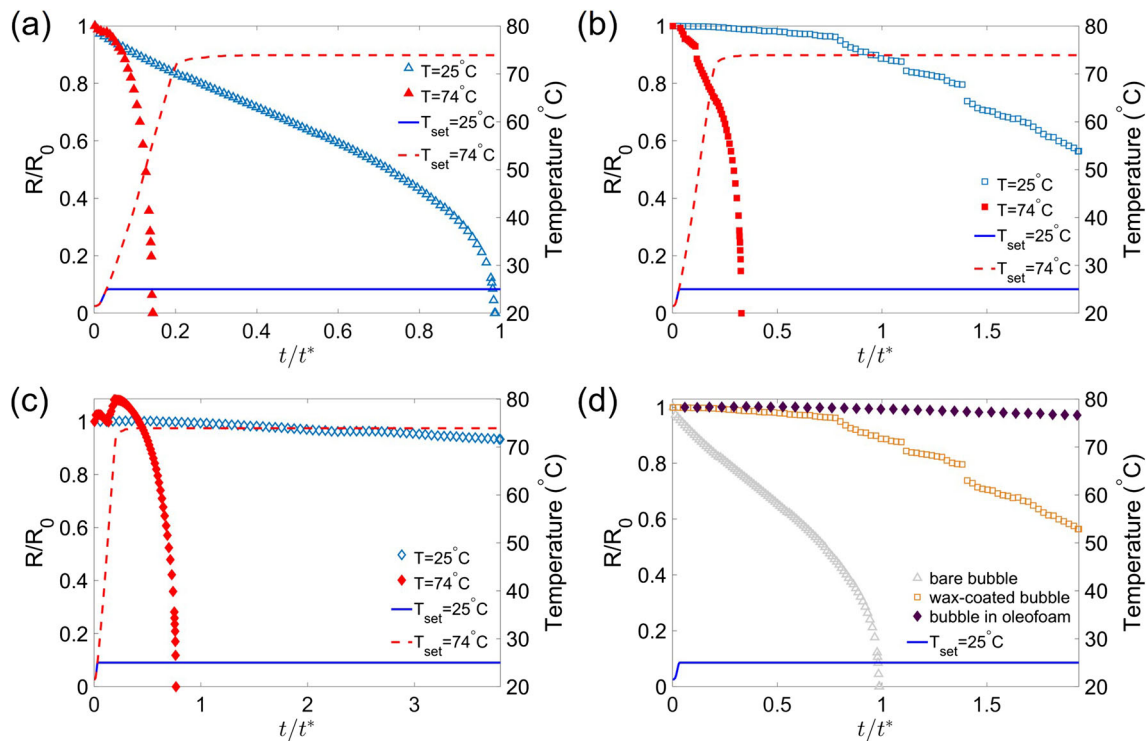 (a)
1
0.8
0.6
0.4
0.2
0
R/R0
80
70
60
50
40
30
20
Temperature (°C)
T=25°C
T=74°C
Tset=25°C
Tset=74°C
0 0.2 0.4 0.6 0.8 1
t/t*
(b)
1
0.8
0.6
0.4
0.2
0
R/R0
80
70
60
50
40
30
20
Temperature (°C)
T=25°C
T=74°C
Tset=25°C
Tset=74°C
0 0.5 1 1.5
t/t*
(c)
1
0.8
0.6
0.4
0.2
0
R/R0
80
70
60
50
40
30
20
Temperature (°C)
T=25°C
T=74°C
Tset=25°C
Tset=74°C
0 1 2 3
t/t*
(d)
1
0.8
0.6
0.4
0.2
0
R/R0
80
70
60
50
40
30
20
Temperature (°C)
bare bubble
wax-coated bubble
bubble in oleofoam
Tset=25°C
0 0.5 1 1.5
t/t*